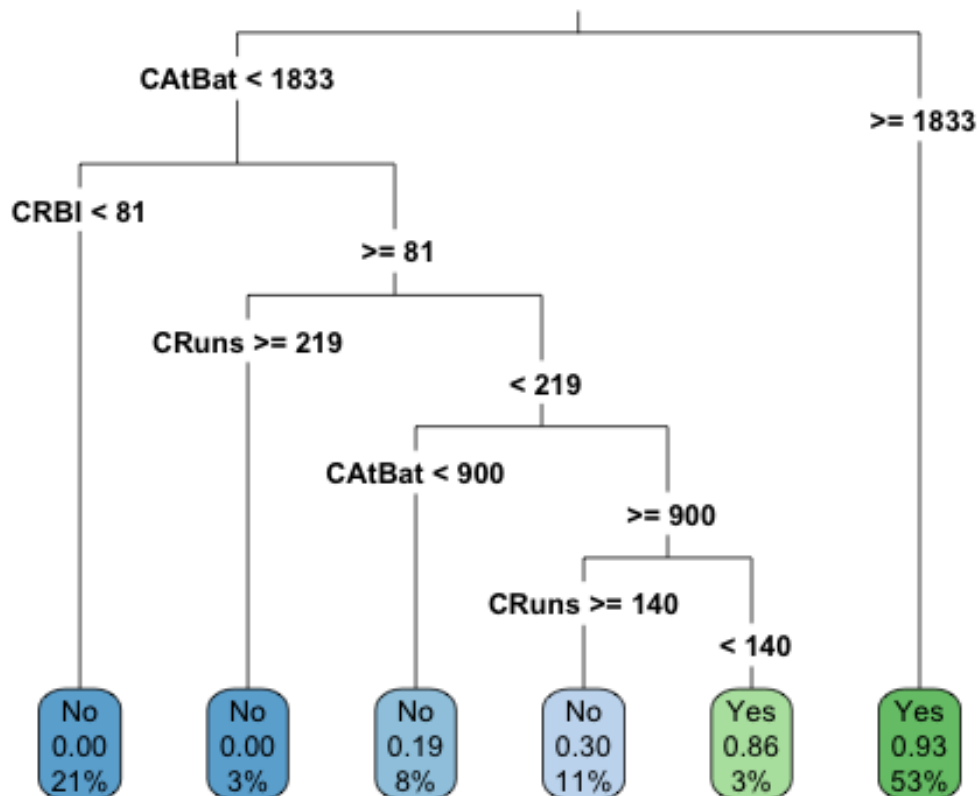 CAtBat < 1833
>= 1833
CRBI < 81
>= 81
CRuns >= 219
< 219
CAtBat < 900
>= 900
CRuns >= 140
< 140
No
0.00
21%
No
0.00
3%
No
0.19
8%
No
0.30
11%
Yes
0.86
3%
Yes
0.93
53%